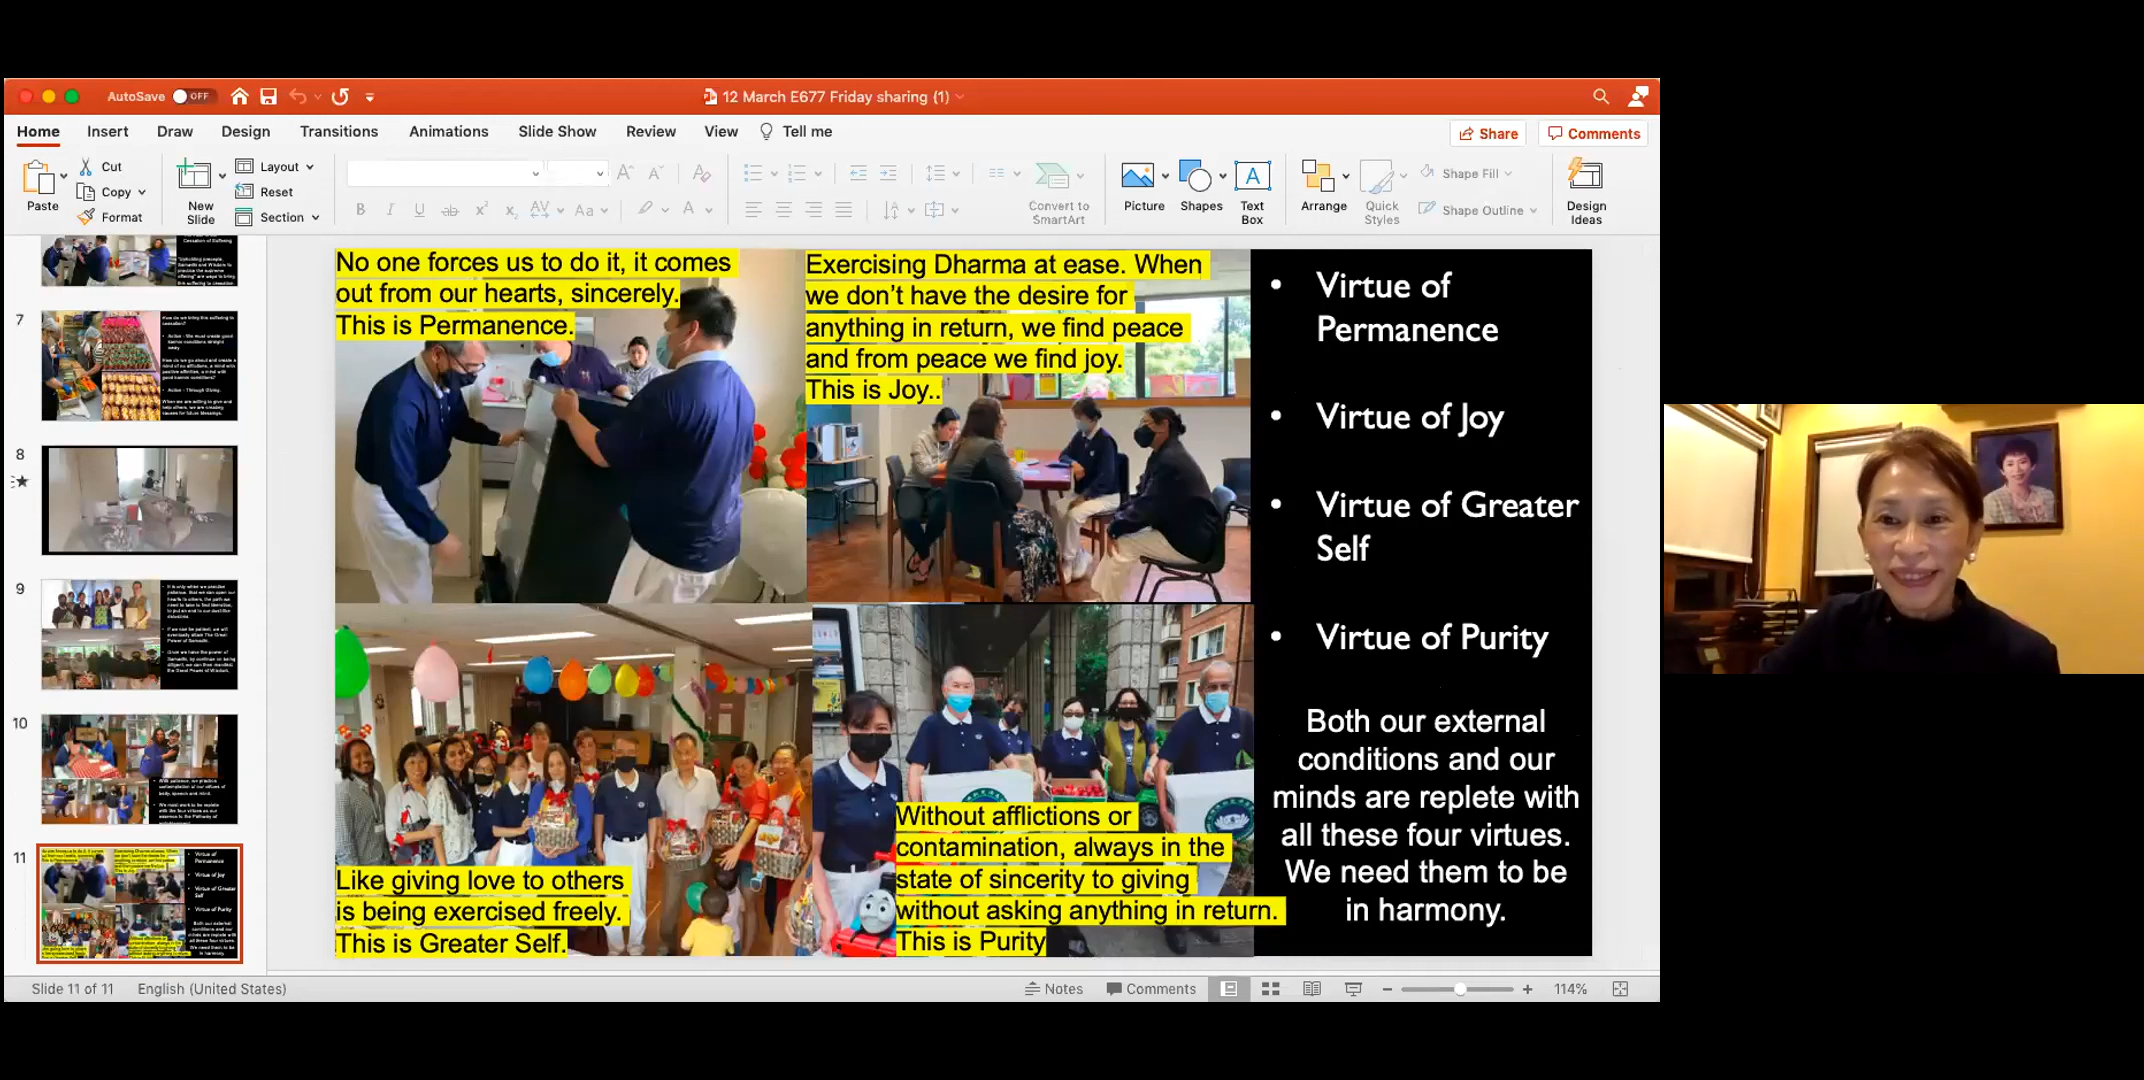 AutoSave OFF
12 March E677 Friday sharing (1)
Home Insert Draw Design Transitions Animations Slide Show Review View Tell me
Share Comments
Paste
Cut
Copy
Format
New Slide
Layout
Reset
Section
Convert to SmartArt
Picture
Shapes
Text Box
Arrange
Quick Styles
Shape Fill
Shape Outline
Design Ideas
7
8
9
10
11
No one forces us to do it, it comes
out from our hearts, sincerely.
This is Permanence.
Exercising Dharma at ease. When
we don't have the desire for
anything in return, we find peace
and from peace we find joy.
This is Joy..
Like giving love to others
is being exercised freely.
This is Greater Self.
Without afflictions or
contamination, always in the
state of sincerity to giving
without asking anything in return.
This is Purity
• Virtue of
Permanence
• Virtue of Joy
• Virtue of Greater
Self
• Virtue of Purity
Both our external
conditions and our
minds are replete with
all these four virtues.
We need them to be
in harmony.
Slide 11 of 11 English (United States)
Notes Comments 114%